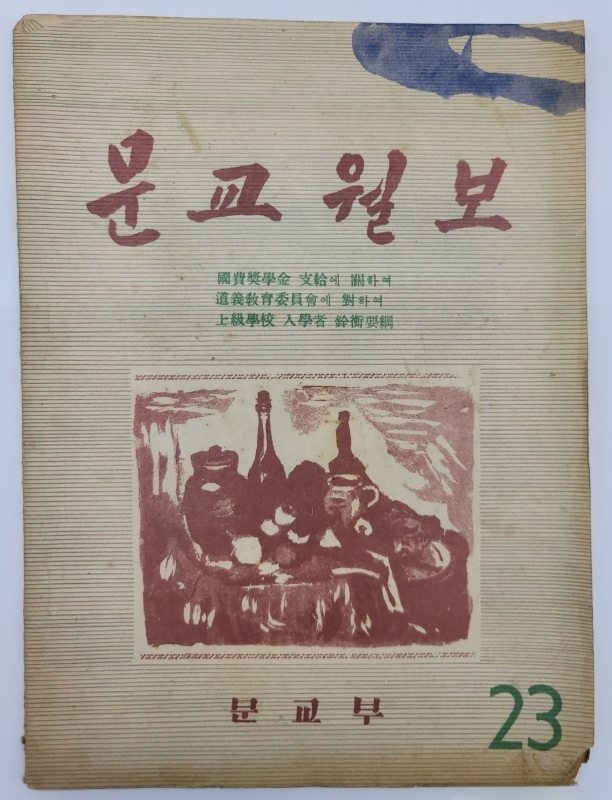 문교월보
國費奬學金 支給에 關하여
道義敎育委員會에 對하여
上級學校 入學者 銓衡要綱
문교부
23